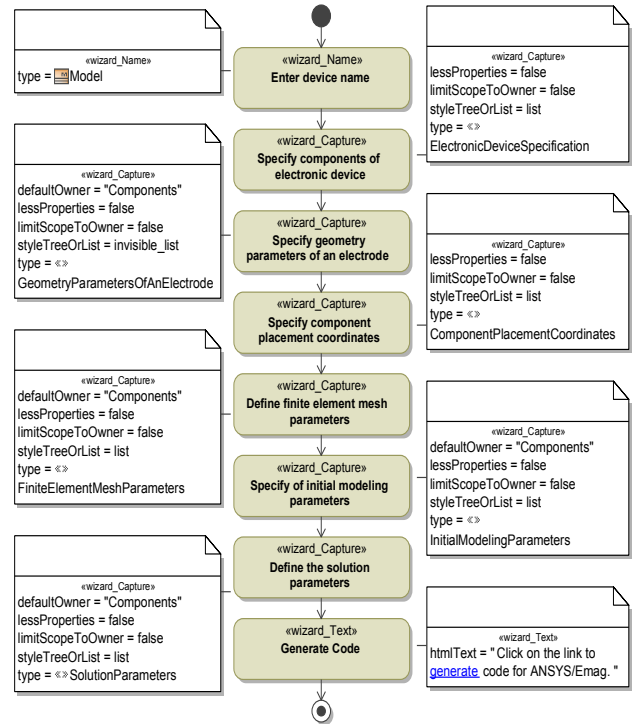 «wizard_Name»
type = Model
«wizard_Name»
Enter device name
«wizard_Capture»
lessProperties = false
limitScopeToOwner = false
styleTreeOrList = list
type = «»
ElectronicDeviceSpecification
«wizard_Capture»
Specify components of
electronic device
«wizard_Capture»
defaultOwner = "Components"
lessProperties = false
limitScopeToOwner = false
styleTreeOrList = invisible_list
type = «»
GeometryParametersOfAnElectrode
«wizard_Capture»
Specify geometry
parameters of an electrode
«wizard_Capture»
lessProperties = false
limitScopeToOwner = false
styleTreeOrList = list
type = «»
ComponentPlacementCoordinates
«wizard_Capture»
Specify component
placement coordinates
«wizard_Capture»
defaultOwner = "Components"
lessProperties = false
limitScopeToOwner = false
styleTreeOrList = list
type = «»
FiniteElementMeshParameters
«wizard_Capture»
Define finite element mesh
parameters
«wizard_Capture»
defaultOwner = "Components"
lessProperties = false
limitScopeToOwner = false
styleTreeOrList = list
type = «»
InitialModelingParameters
«wizard_Capture»
Specify of initial modeling
parameters
«wizard_Capture»
defaultOwner = "Components"
lessProperties = false
limitScopeToOwner = false
styleTreeOrList = list
type = «»SolutionParameters
«wizard_Capture»
Define the solution
parameters
«wizard_Text»
Generate Code
«wizard_Text»
htmlText = " Click on the link to
generate code for ANSYS/Emag. "